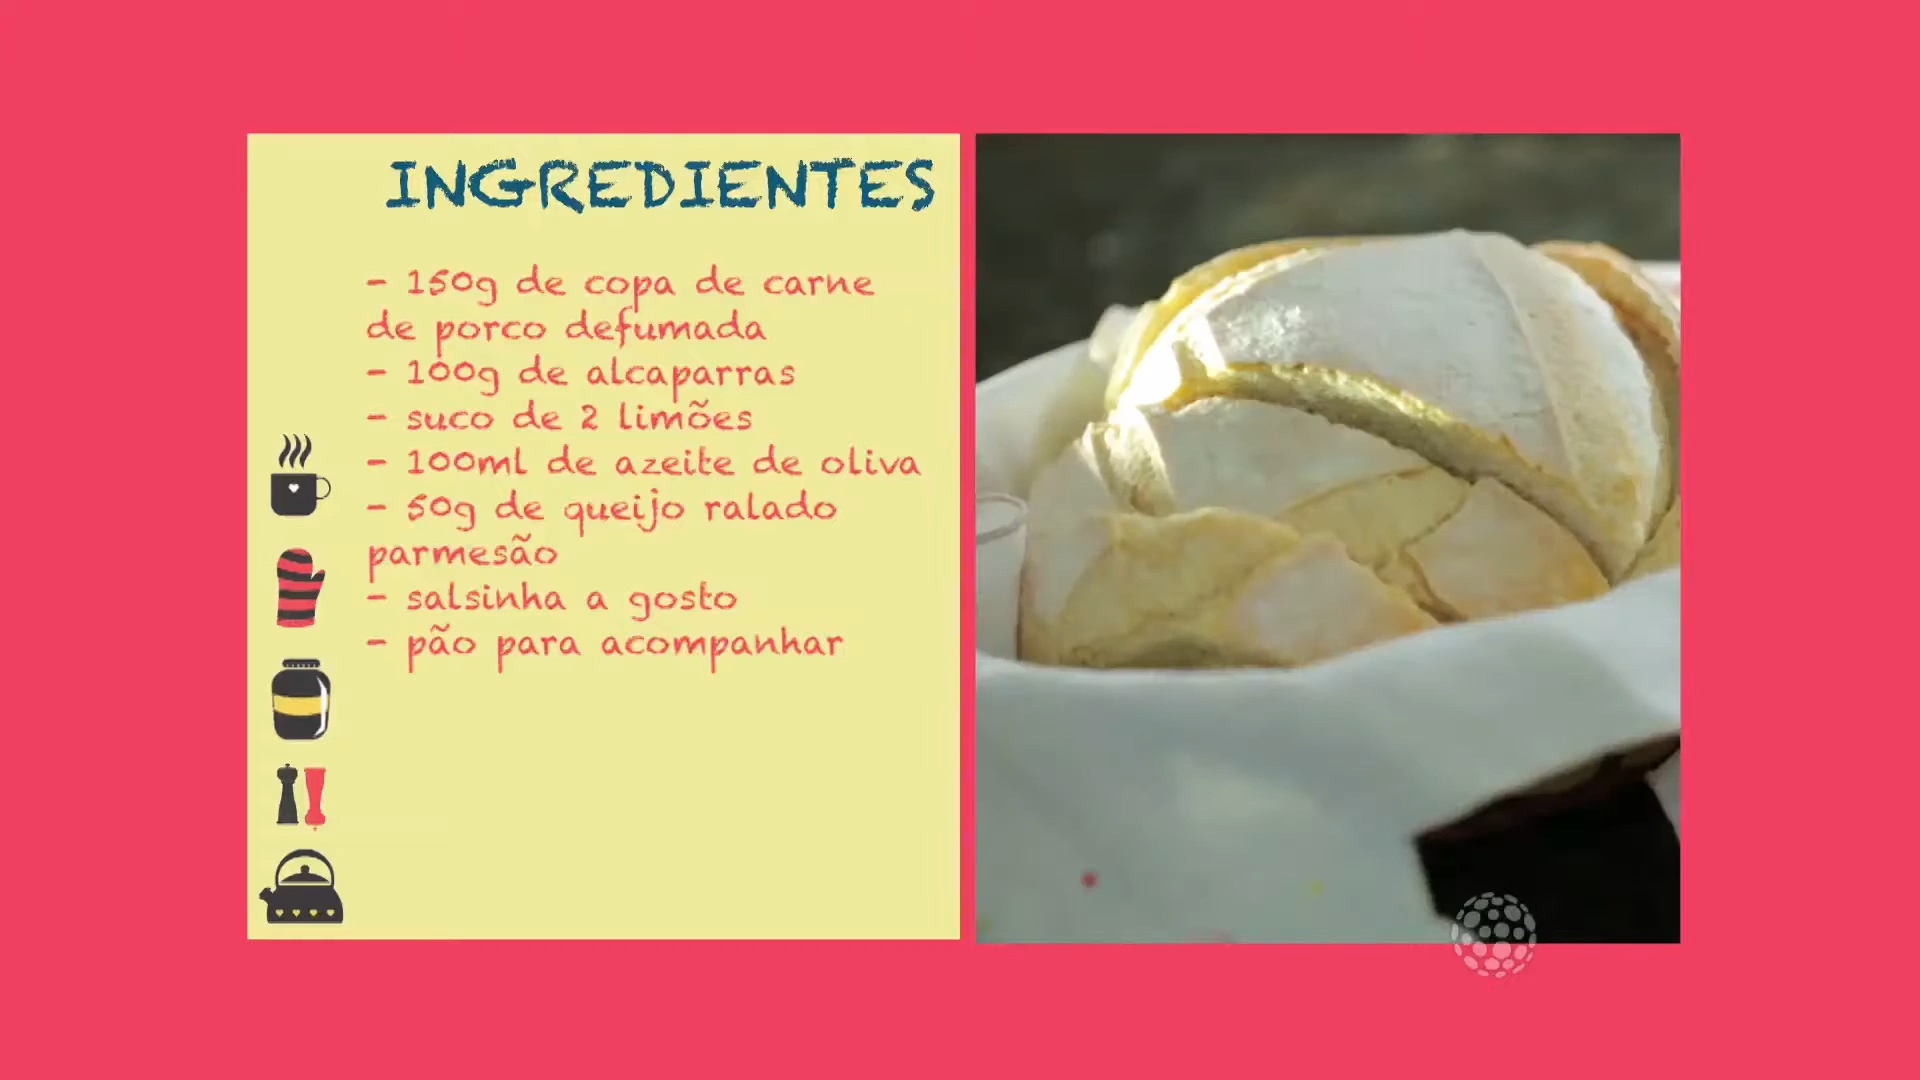 INGREDIENTES
- 150g de copa de carne
de porco defumada
- 100g de alcaparras
- suco de 2 limões
- 100ml de azeite de oliva
- 50g de queijo ralado
parmesão
- salsinha a gosto
- pão para acompanhar